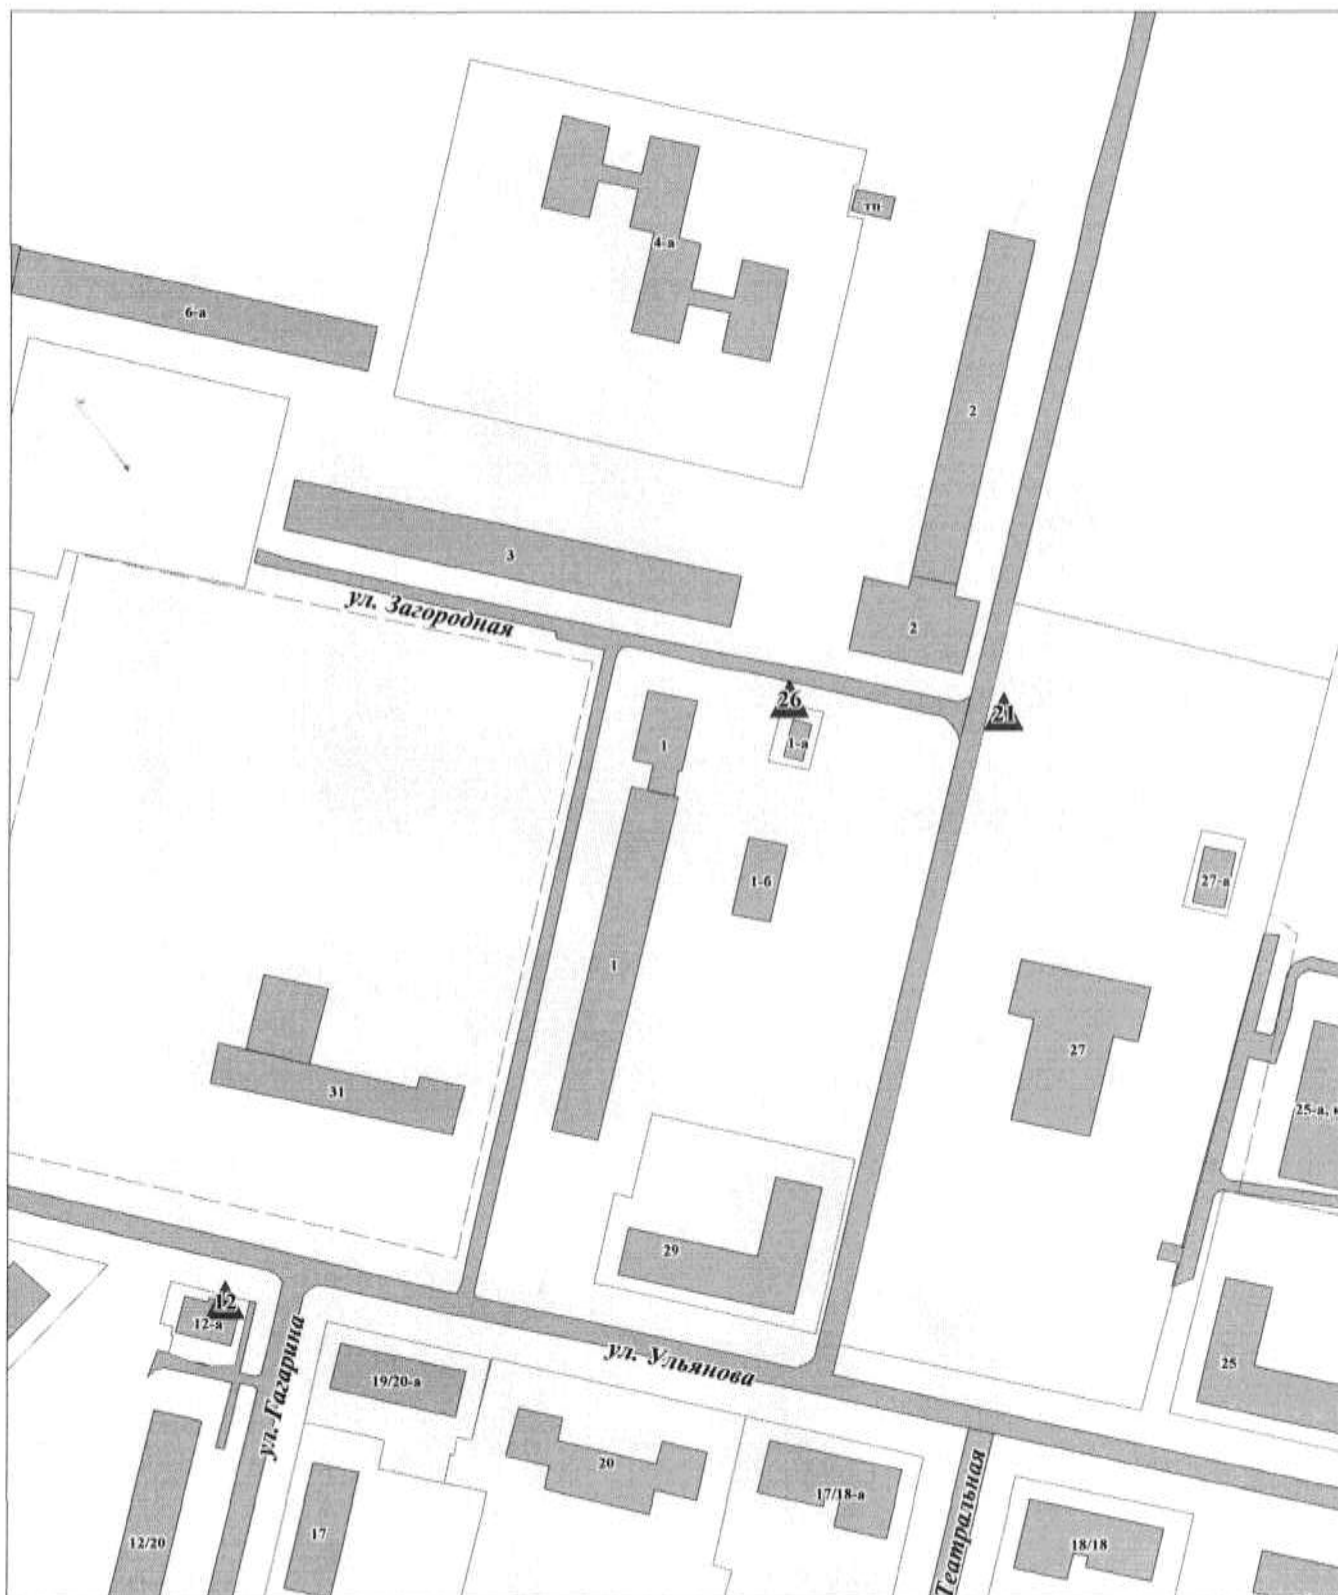 тп
4-а
6-а
2
3
ул. Загородная
2
26
21
1
1-а
1-б
27-а
1
27
31
25-а,
29
12
12-а
ул. Ульянова
25
19/20-а
ул. Гагарина
20
17/18-а
17
12/20
18/18
Театральная